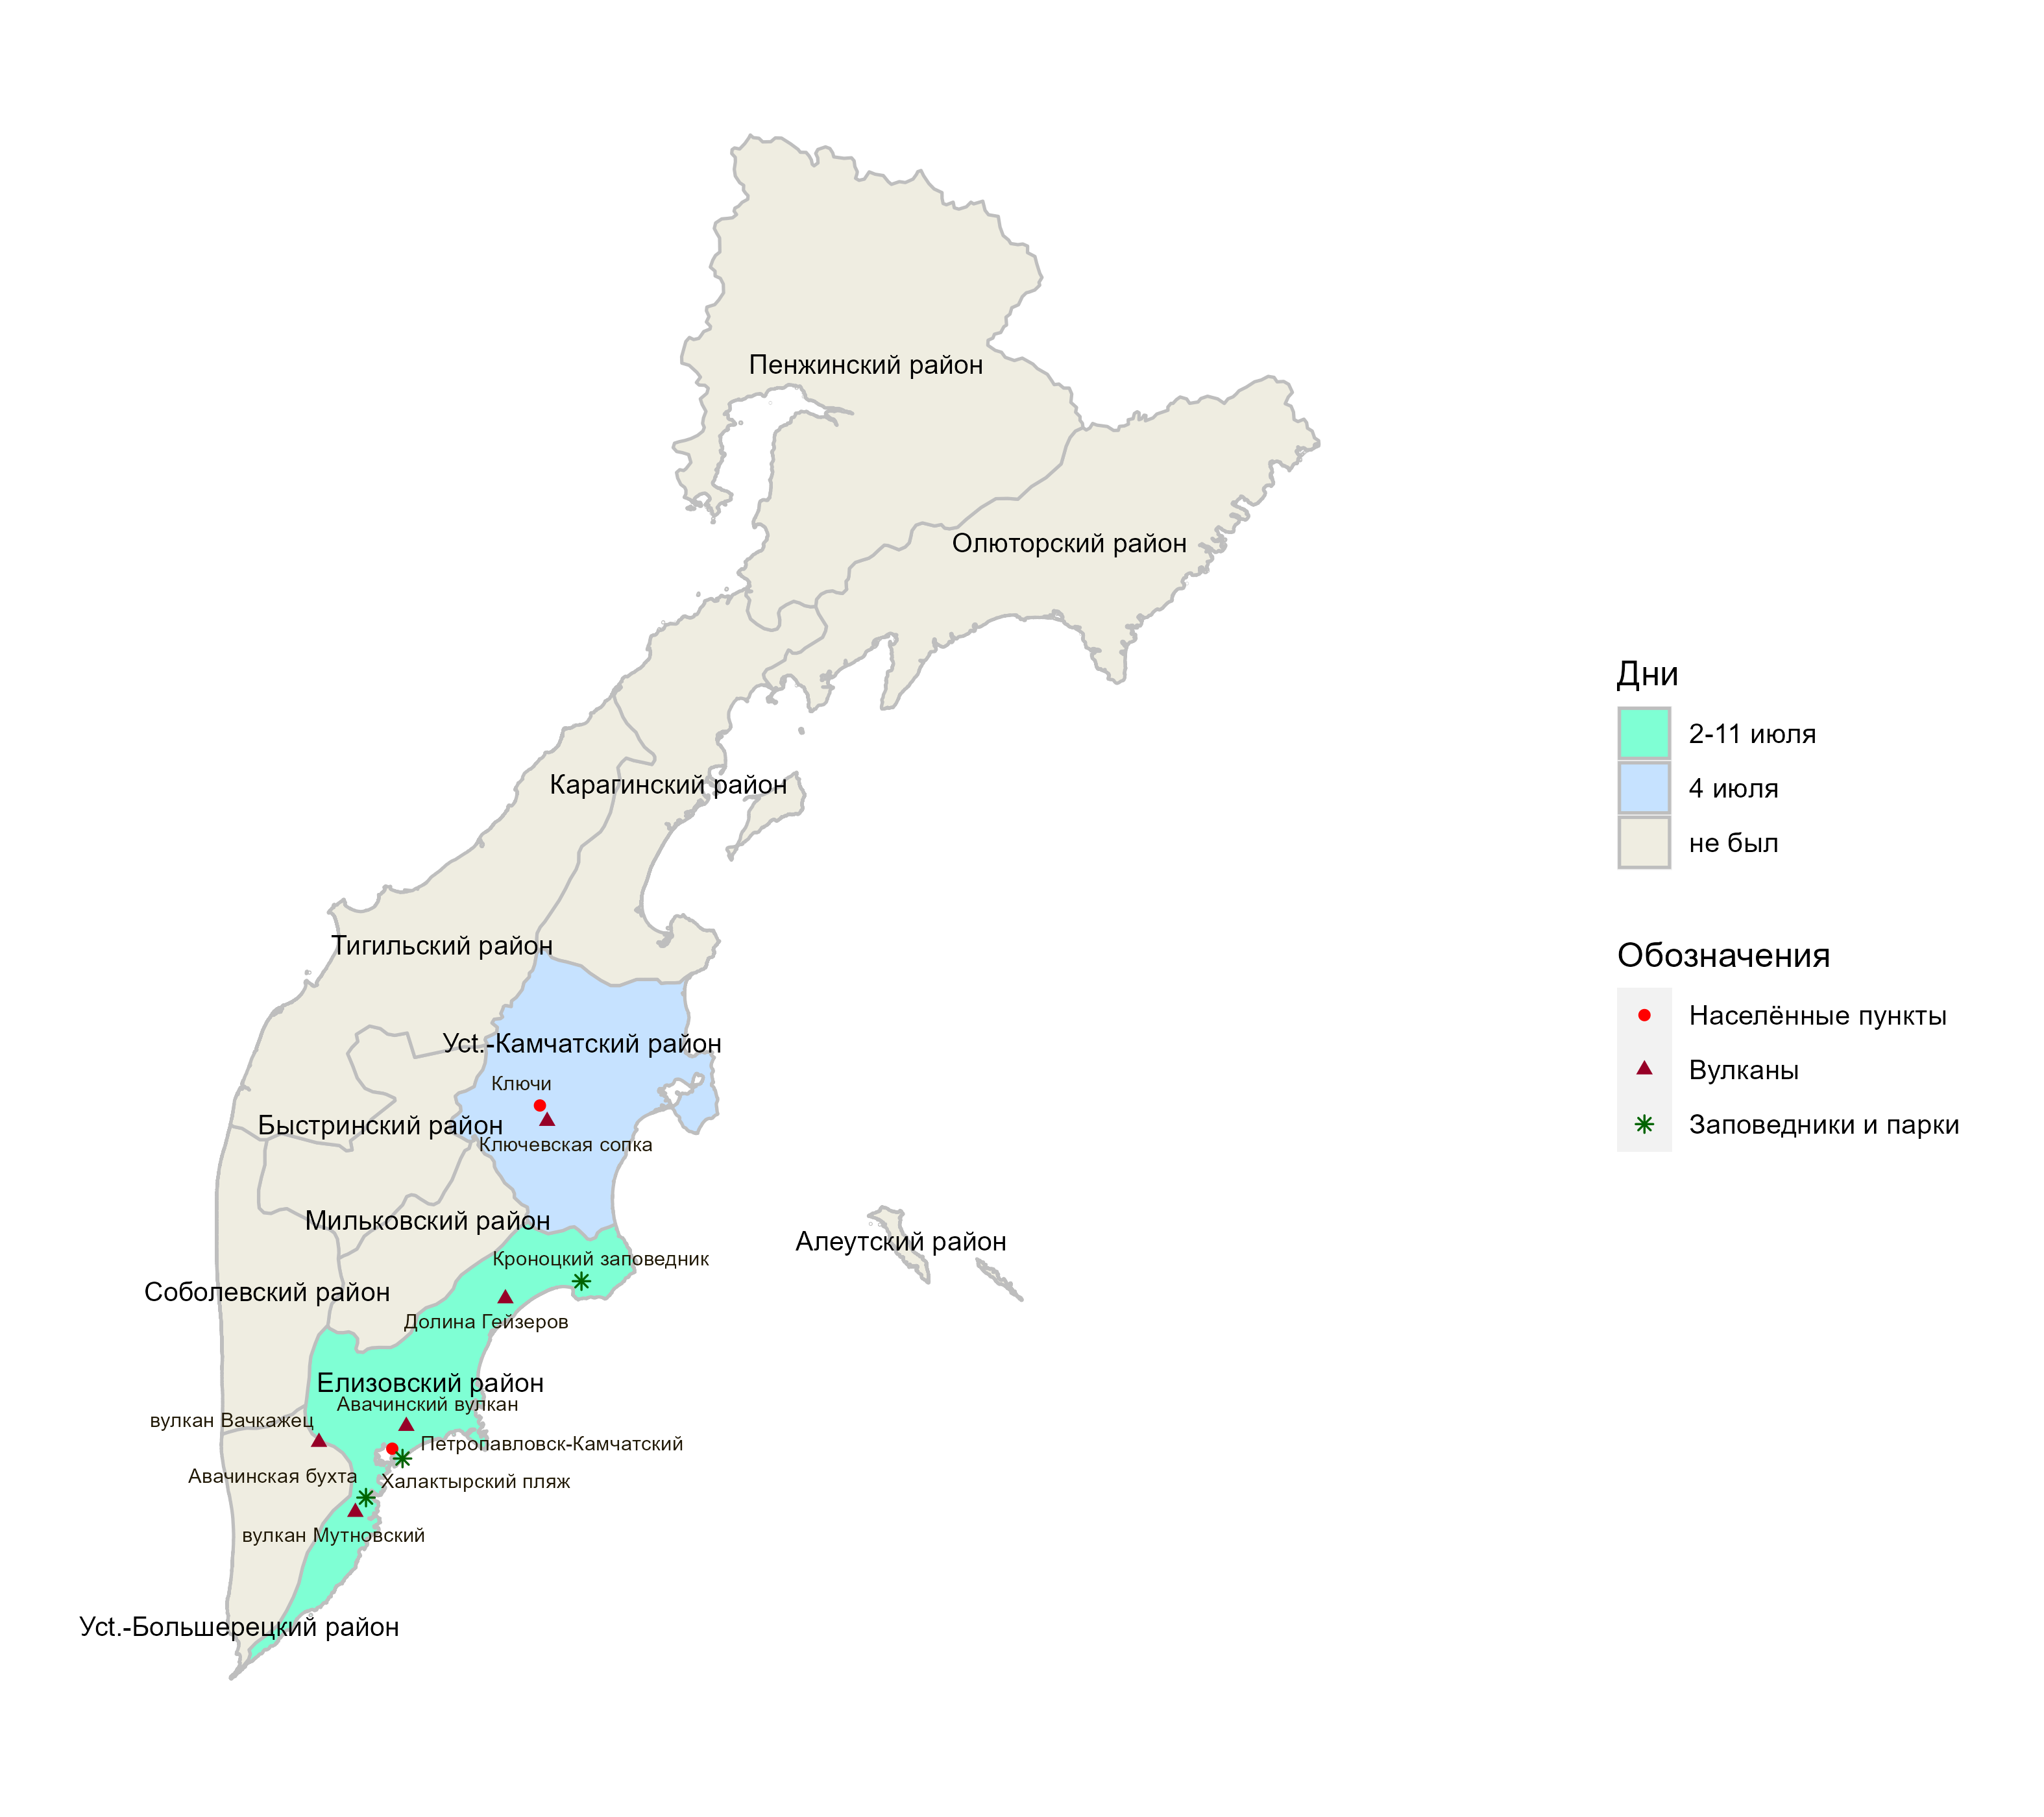 Пенжинский район
Олюторский район
Карагинский район
Тигильский район
Уст.-Камчатский район
Ключи
Быстринский район
Ключевская сопка
Мильковский район
Алеутский район
Кроноцкий заповедник
Соболевский район
Долина Гейзеров
Елизовский район
Авачинский вулкан
вулкан Вачкажец
Петропавловск-Камчатский
Авачинская бухта
Халактырский пляж
вулкан Мутновский
Уст.-Большерецкий район
Дни
2-11 июля
4 июля
не был
Обозначения
Населённые пункты
Вулканы
Заповедники и парки